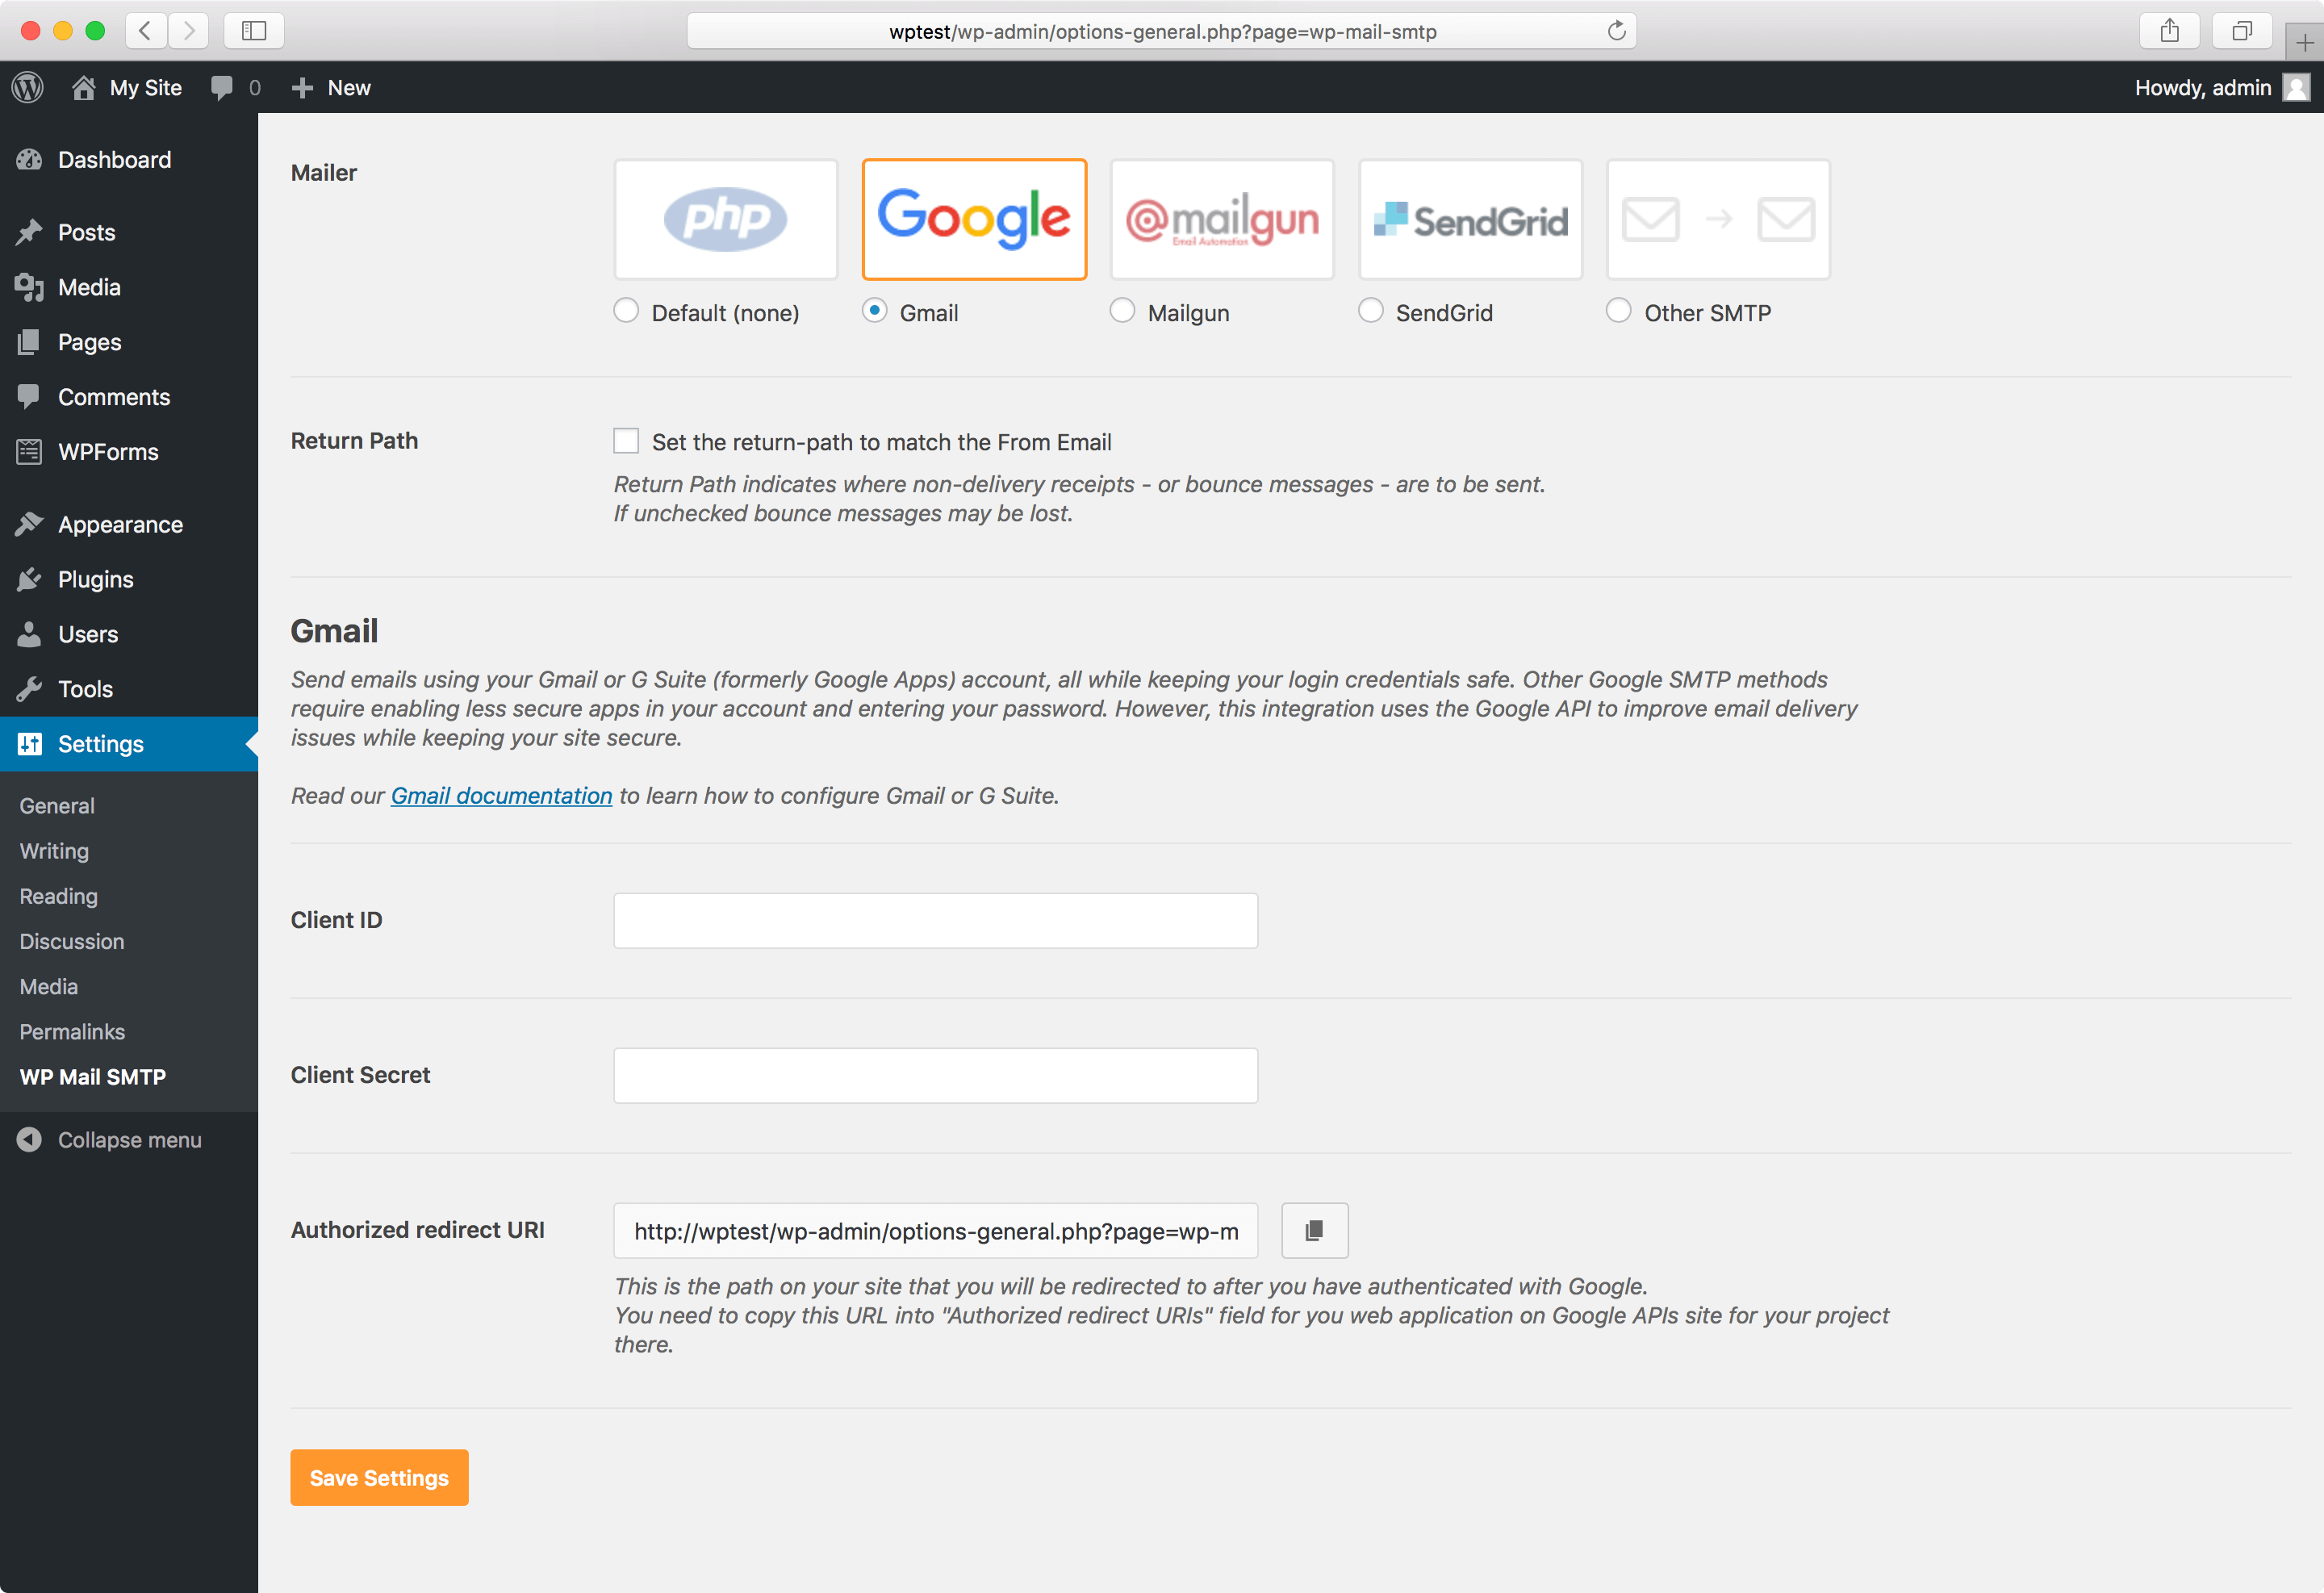 wptest/wp-admin/options-general.php?page=wp-mail-smtp
My Site
0
New
Howdy, admin
Dashboard
Posts
Media
Pages
Comments
WPForms
Appearance
Plugins
Users
Tools
Settings
General
Writing
Reading
Discussion
Media
Permalinks
WP Mail SMTP
Collapse menu
Mailer
php
Google
@mailgun
Email Automation
SendGrid
Default (none)
Gmail
Mailgun
SendGrid
Other SMTP
Return Path
Set the return-path to match the From Email
Return Path indicates where non-delivery receipts - or bounce messages - are to be sent.
If unchecked bounce messages may be lost.
Gmail
Send emails using your Gmail or G Suite (formerly Google Apps) account, all while keeping your login credentials safe. Other Google SMTP methods
require enabling less secure apps in your account and entering your password. However, this integration uses the Google API to improve email delivery
issues while keeping your site secure.
Read our Gmail documentation to learn how to configure Gmail or G Suite.
Client ID
Client Secret
Authorized redirect URI
http://wptest/wp-admin/options-general.php?page=wp-m
This is the path on your site that you will be redirected to after you have authenticated with Google.
You need to copy this URL into "Authorized redirect URIs" field for you web application on Google APIs site for your project
there.
Save Settings